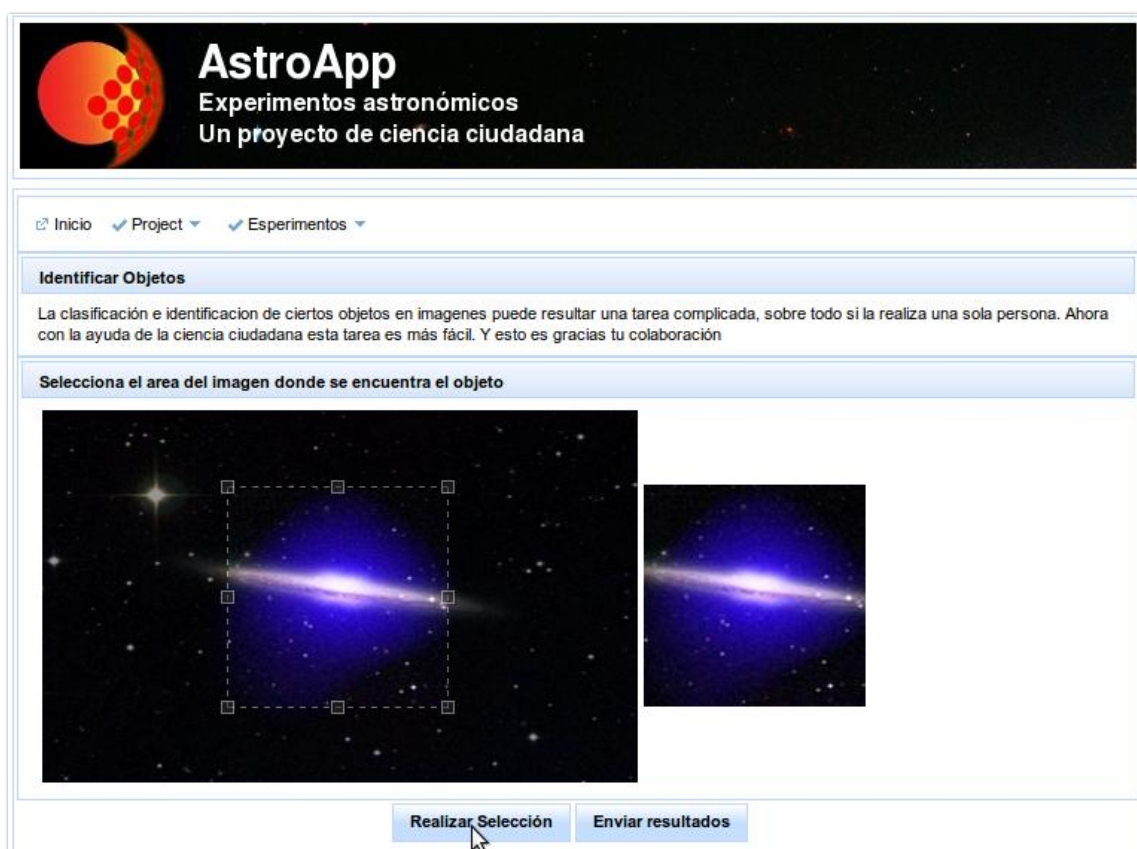 AstroApp
Experimentos astronómicos
Un proyecto de ciencia ciudadana
Inicio Project Esperimentos
Identificar Objetos
La clasificación e identificacion de ciertos objetos en imagenes puede resultar una tarea complicada, sobre todo si la realiza una sola persona. Ahora
con la ayuda de la ciencia ciudadana esta tarea es más fácil. Y esto es gracias tu colaboración
Selecciona el area del imagen donde se encuentra el objeto
Realizar Selección Enviar resultados